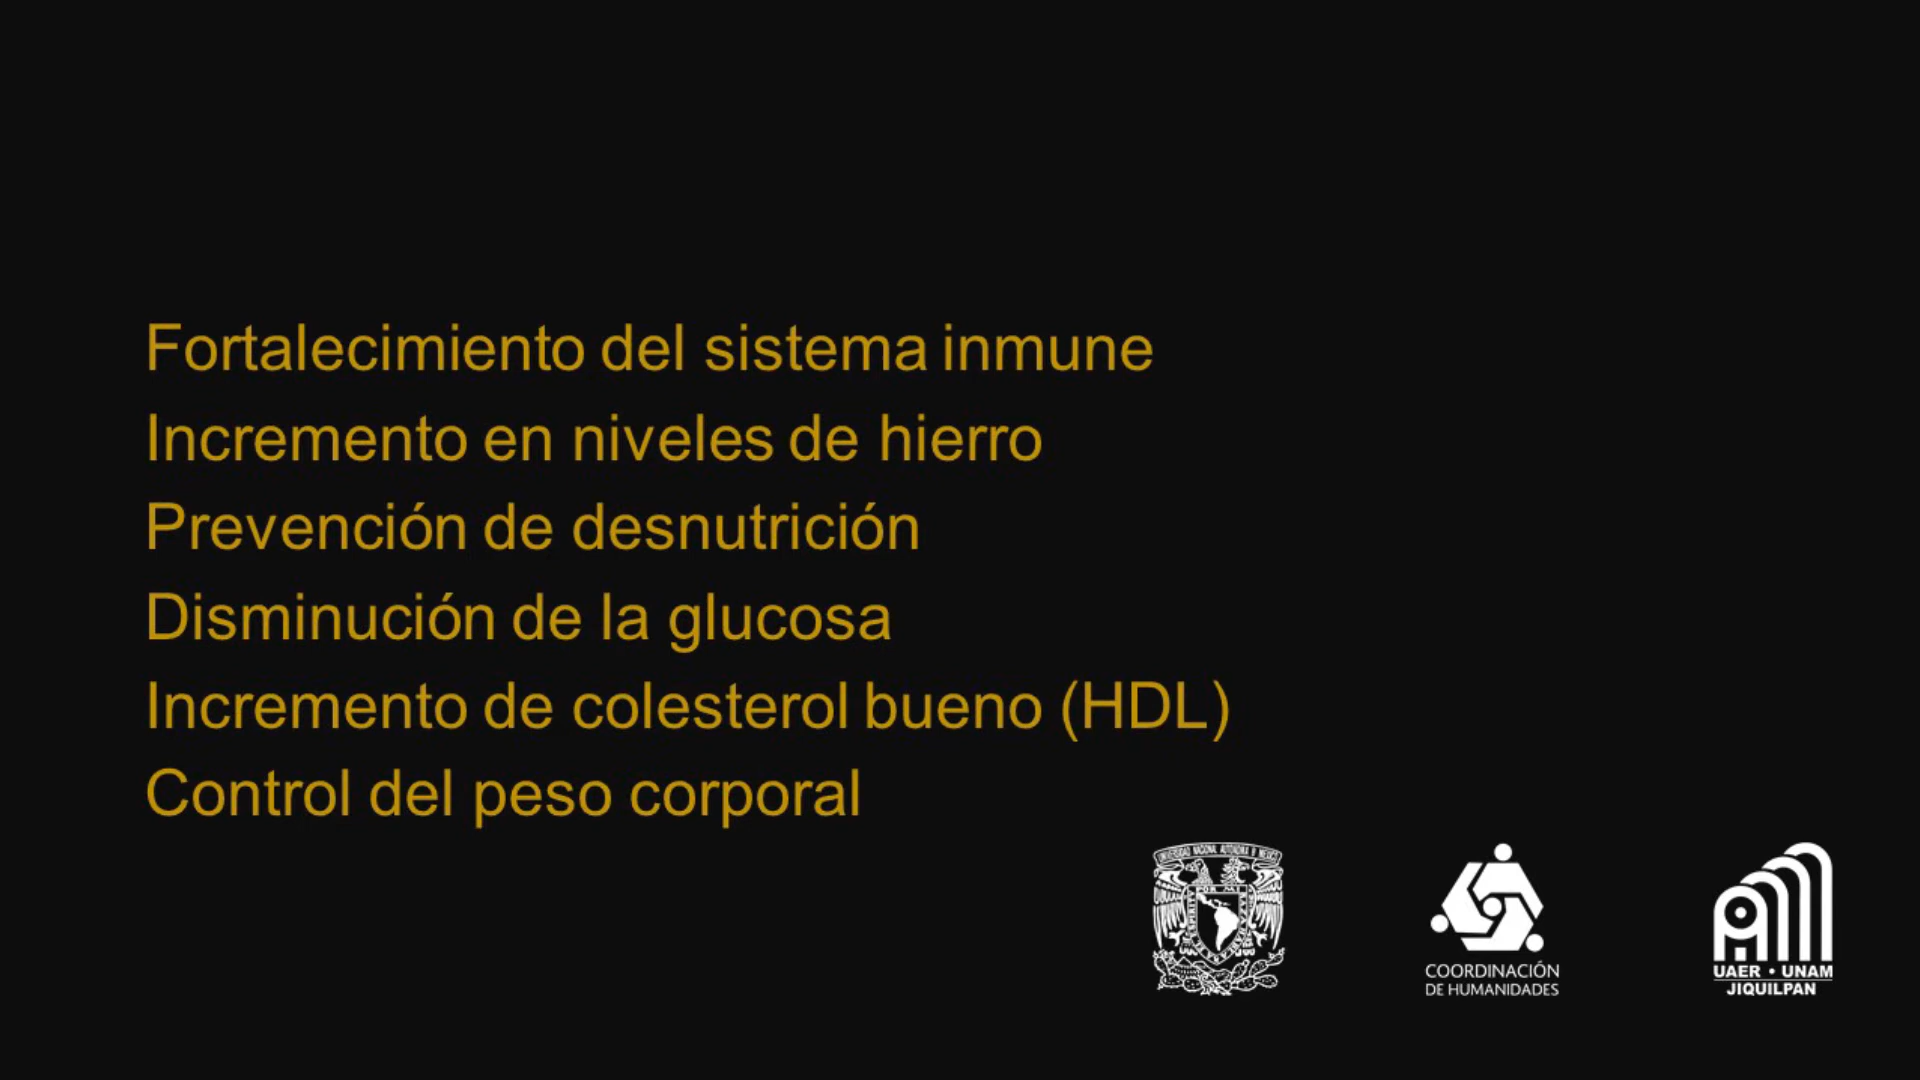 Fortalecimiento del sistema inmune
Incremento en niveles de hierro
Prevención de desnutrición
Disminución de la glucosa
Incremento de colesterol bueno (HDL)
Control del peso corporal
COORDINACIÓN
DE HUMANIDADES
UAER • UNAM
JIQUILPAN